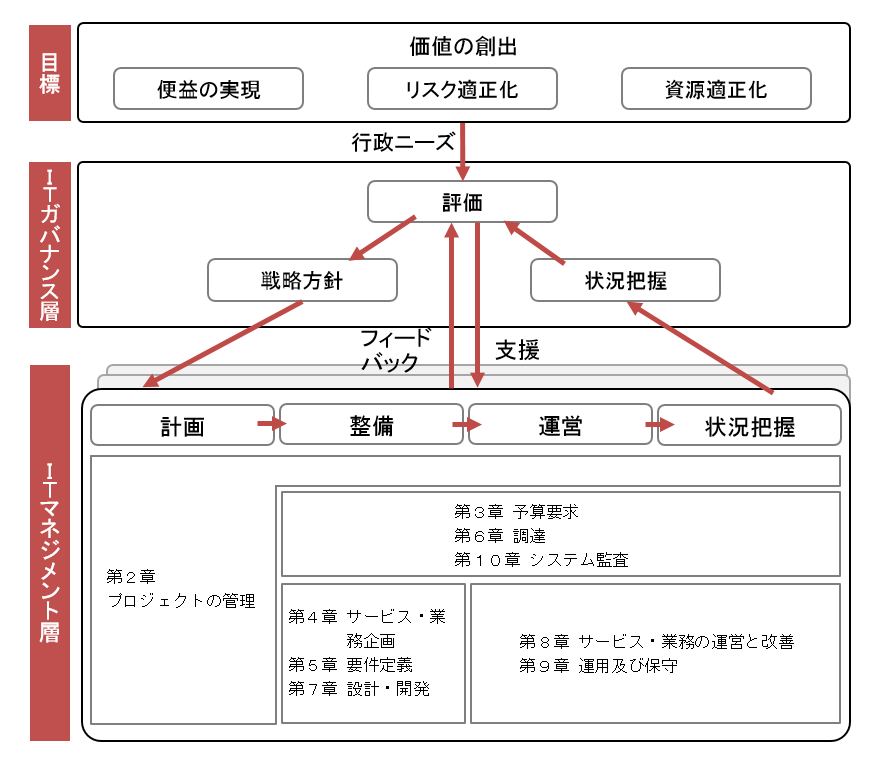 目標
価値の創出
便益の実現
リスク適正化
資源適正化
行政ニーズ
ＩＴガバナンス層
評価
戦略方針
状況把握
フィード
バック
支援
ＩＴマネジメント層
計画
整備
運営
状況把握
第２章
プロジェクトの管理
第３章 予算要求
第６章 調達
第１０章 システム監査
第４章 サービス・業
務企画
第５章 要件定義
第７章 設計・開発
第８章 サービス・業務の運営と改善
第９章 運用及び保守